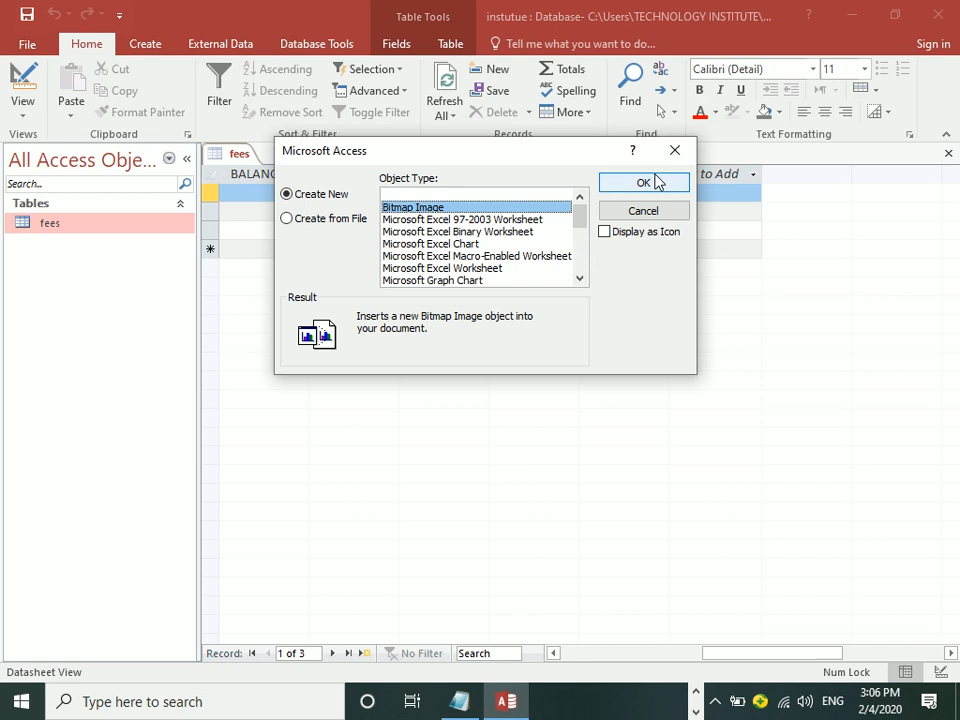 Table Tools
instutue : Database- C:\Users\TECHNOLOGY INSTITUTE\...
?
File
Home
Create
External Data
Database Tools
Fields
Table
Tell me what you want to do...
Sign in
View
Views
Paste
Cut
Copy
Format Painter
Clipboard
Filter
Ascending
Descending
Remove Sort
Selection
Advanced
Toggle Filter
Sort & Filter
Refresh
All
New
Save
Delete
Totals
Spelling
More
Records
Find
Find
Calibri (Detail)
11
B I U
Text Formatting
All Access Obje...
Search...
Tables
fees
fees
BALANC
to Add
Microsoft Access
?
Create New
Create from File
Object Type:
Bitmap Image
Microsoft Excel 97-2003 Worksheet
Microsoft Excel Binary Worksheet
Microsoft Excel Chart
Microsoft Excel Macro-Enabled Worksheet
Microsoft Excel Worksheet
Microsoft Graph Chart
OK
Cancel
Display as Icon
Result
Inserts a new Bitmap Image object into
your document.
Record:
1 of 3
No Filter
Search
Datasheet View
Num Lock
Type here to search
ENG
3:06 PM
2/4/2020